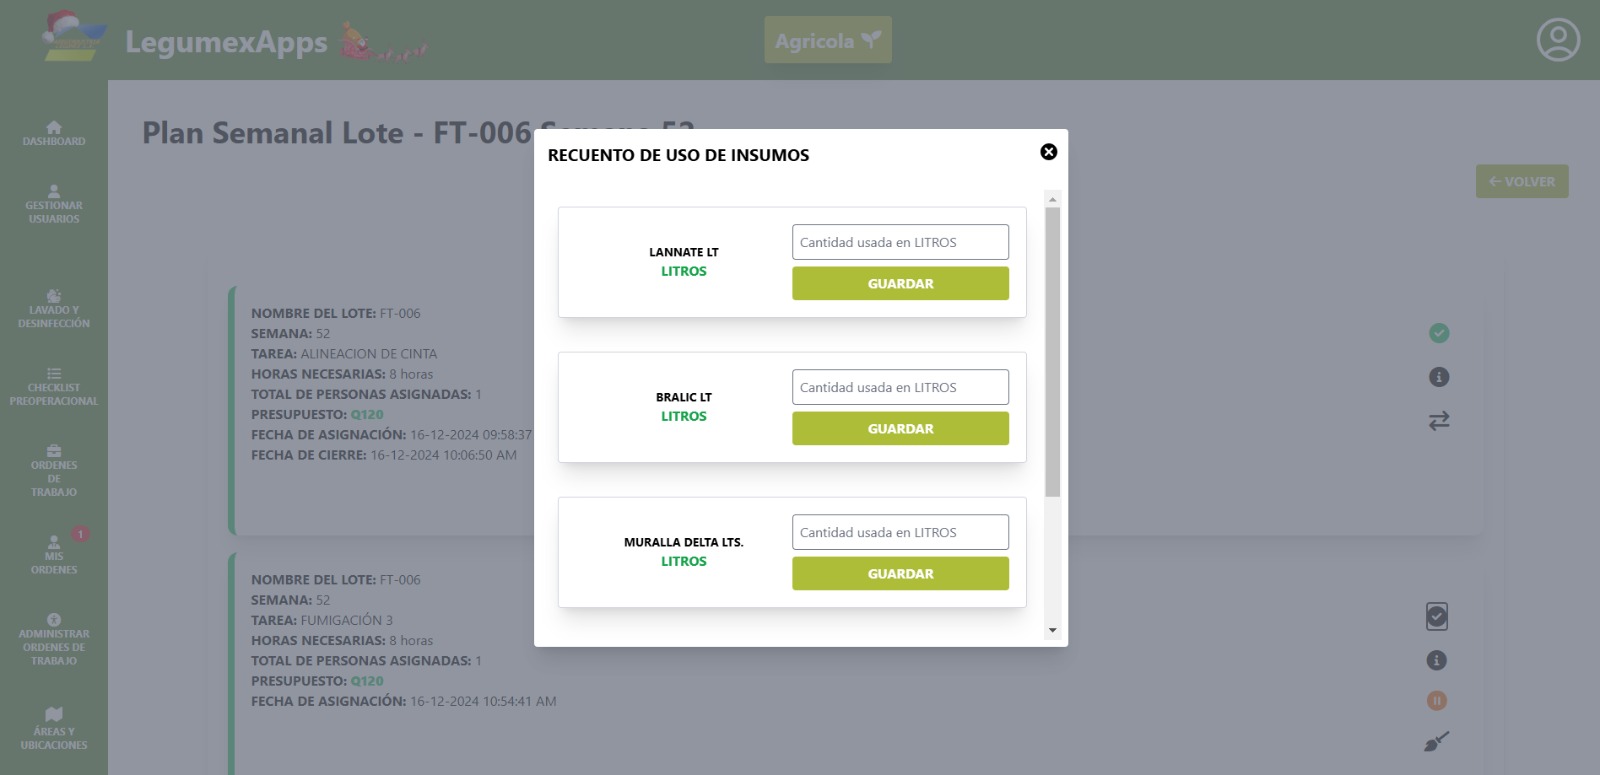 LegumexApps
Agricola
DASHBOARD
GESTIONAR
USUARIOS
LAVADO Y
DESINFECCIÓN
CHECKLIST
PREOPERACIONAL
ORDENES
DE
TRABAJO
1
MIS
ORDENES
ADMINISTRAR
ORDENES DE
TRABAJO
ÁREAS Y
UBICACIONES
Plan Semanal Lote - FT-006 Semana 52
VOLVER
NOMBRE DEL LOTE: FT-006
SEMANA: 52
TAREA: ALINEACION DE CINTA
HORAS NECESARIAS: 8 horas
TOTAL DE PERSONAS ASIGNADAS: 1
PRESUPUESTO: Q120
FECHA DE ASIGNACIÓN: 16-12-2024 09:58:37
FECHA DE CIERRE: 16-12-2024 10:06:50 AM
NOMBRE DEL LOTE: FT-006
SEMANA: 52
TAREA: FUMIGACIÓN 3
HORAS NECESARIAS: 8 horas
TOTAL DE PERSONAS ASIGNADAS: 1
PRESUPUESTO: Q120
FECHA DE ASIGNACIÓN: 16-12-2024 10:54:41 AM
RECUENTO DE USO DE INSUMOS
LANNATE LT
LITROS
Cantidad usada en LITROS
GUARDAR
BRALIC LT
LITROS
Cantidad usada en LITROS
GUARDAR
MURALLA DELTA LTS.
LITROS
Cantidad usada en LITROS
GUARDAR